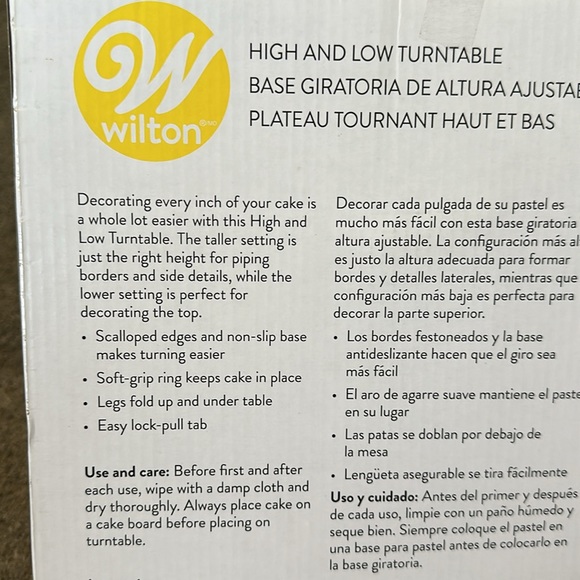 wilton
HIGH AND LOW TURNTABLE
BASE GIRATORIA DE ALTURA
PLATEAU TOURNANT HAUT ET BAS
Decorating every inch of your cake is
a whole lot easier with this High and
Low Turntable. The taller setting is
just the right height for piping
borders and side details, while the
lower setting is perfect for
decorating the top.
• Scalloped edges and non-slip base
makes turning easier
• Soft-grip ring keeps cake in place
• Legs fold up and under table
• Easy lock-pull tab
Use and care: Before first and after
each use, wipe with a damp cloth and
dry thoroughly. Always place cake on
a cake board before placing on
turntable.
Decorar cada pulgada de su pastel es
mucho más fácil con esta base giratoria
altura ajustable. La configuración más
es justo la altura adecuada para formar
bordes y detalles laterales, mientras que
configuración más baja es perfecta para
decorar la parte superior.
• Los bordes festoneados y la base
antideslizante hacen que el giro sea
más fácil
• El aro de agarre suave mantiene el
en su lugar
• Las patas se doblan por debajo de
la mesa
• Lengüeta asegurable se tira fácilmente
Uso y cuidado: Antes del primer y después
de cada uso, limpie con un paño húmedo y
seque bien. Siempre coloque el pastel en
una base para pastel antes de colocarlo en
la base giratoria.